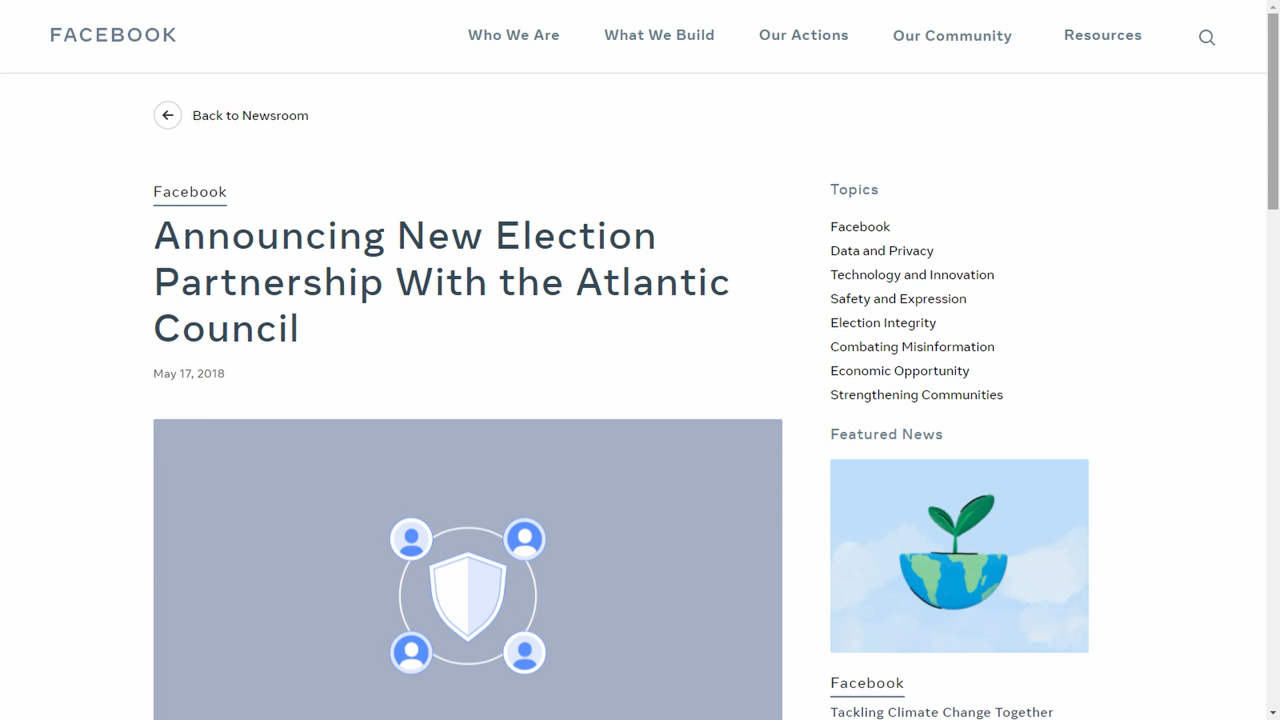 FACEBOOK
Who We Are
What We Build
Our Actions
Our Community
Resources
Back to Newsroom
Facebook
Announcing New Election
Partnership With the Atlantic
Council
May 17, 2018
Topics
Facebook
Data and Privacy
Technology and Innovation
Safety and Expression
Election Integrity
Combating Misinformation
Economic Opportunity
Strengthening Communities
Featured News
Facebook
Tackling Climate Change Together